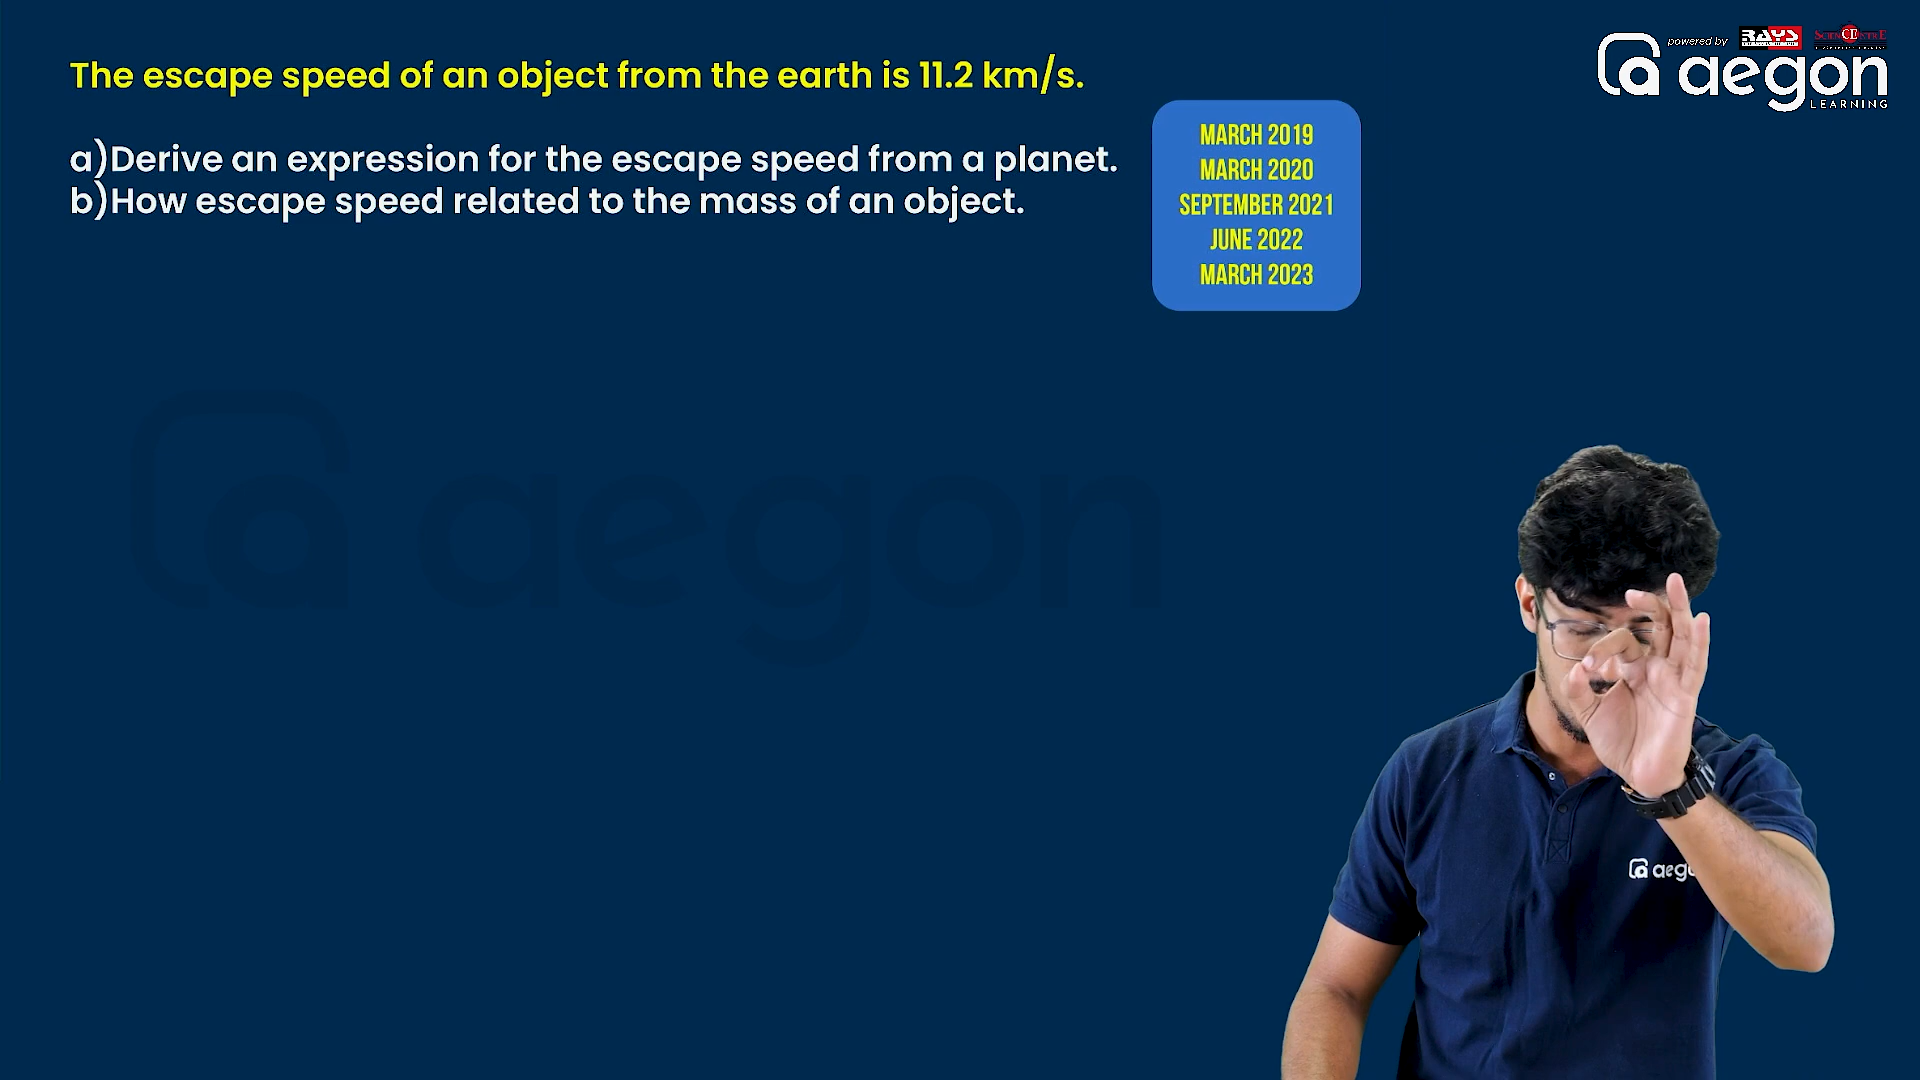 The escape speed of an object from the earth is 11.2 km/s.
a)Derive an expression for the escape speed from a planet.
b)How escape speed related to the mass of an object.
MARCH 2019
MARCH 2020
SEPTEMBER 2021
JUNE 2022
MARCH 2023
powered by RAYS
aegon
LEARNING
aegon